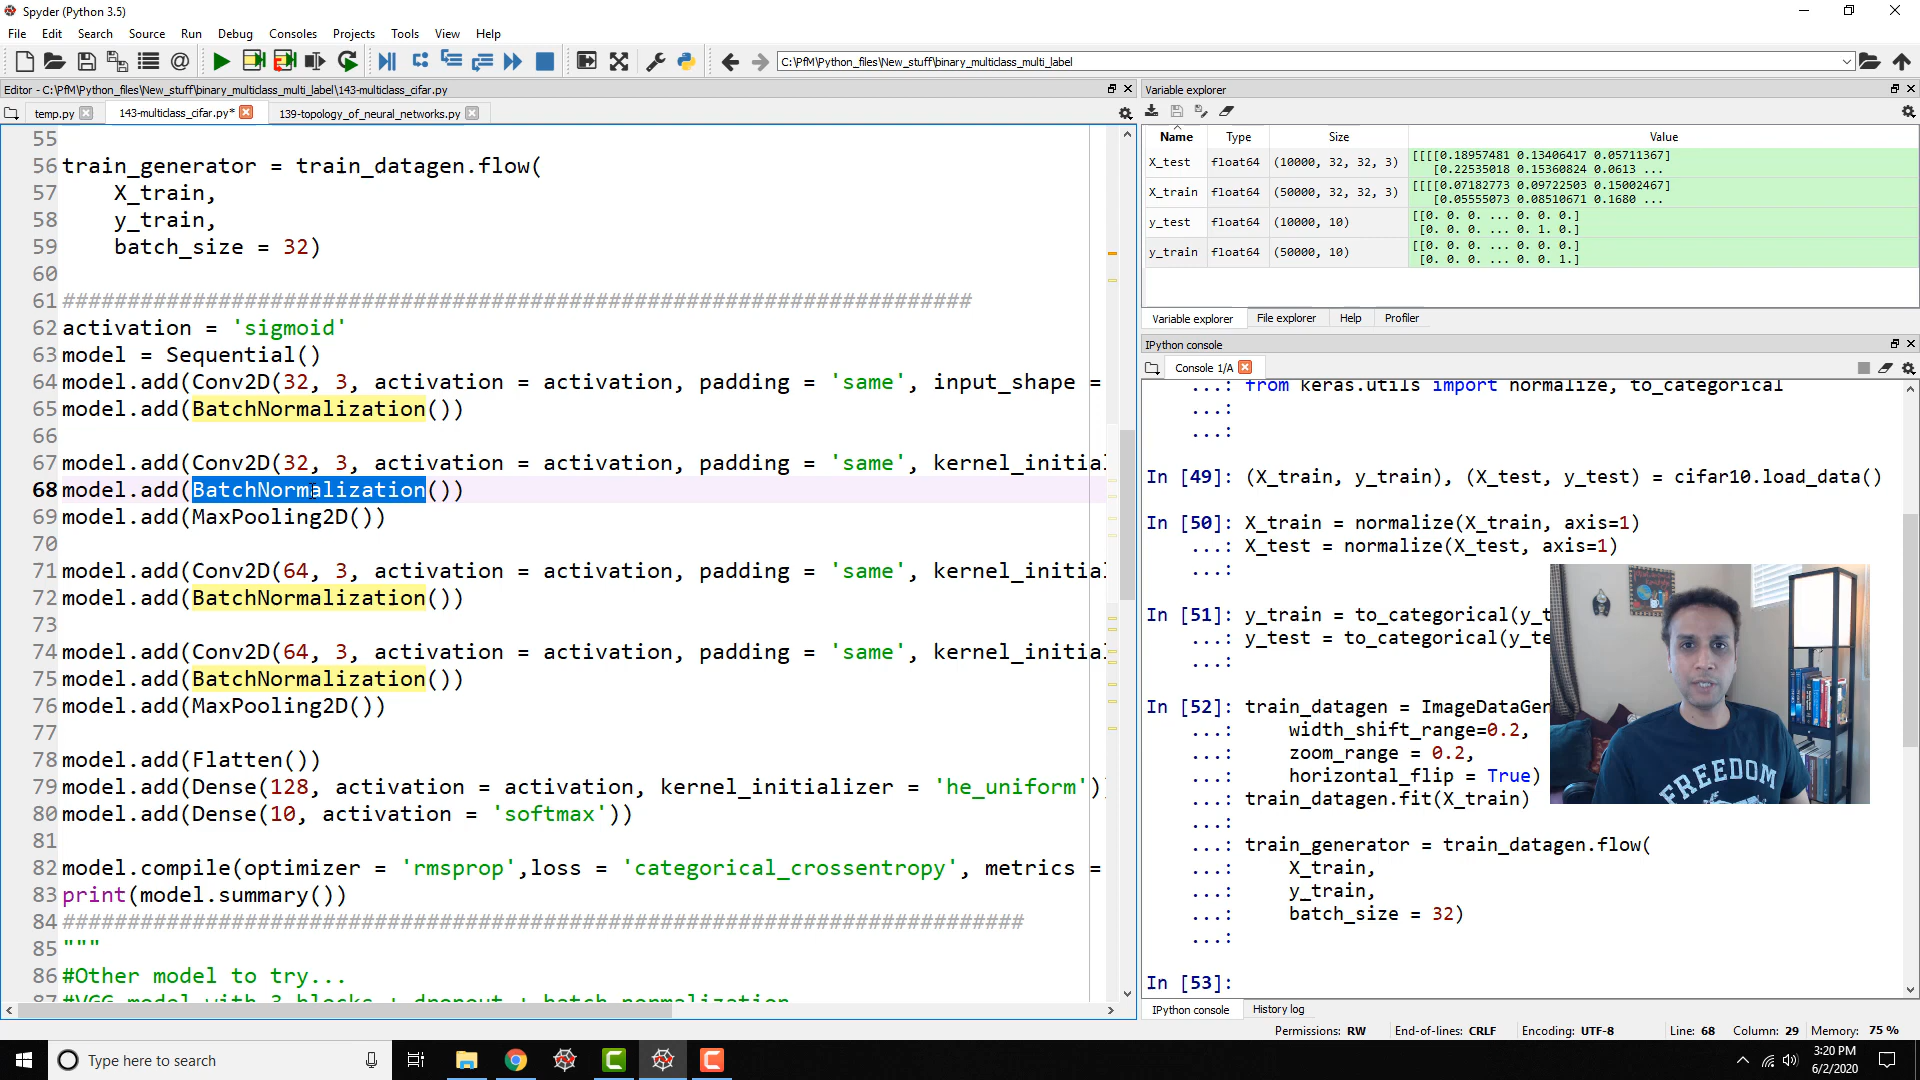 Spyder (Python 3.5)
File Edit Search Source Run Debug Consoles Projects Tools View Help
C:\PfM\Python_files\New_stuff\binary_multiclass_multi_label
Editor - C:\PfM\Python_files\New_stuff\binary_multiclass_multi_label\143-multiclass_cifar.py
temp.py 143-multiclass_cifar.py* 139-topology_of_neural_networks.py
55
56 train_generator = train_datagen.flow(
57 X_train,
58 y_train,
59 batch_size = 32)
60
61 ######################################################################
62 activation = 'sigmoid'
63 model = Sequential()
64 model.add(Conv2D(32, 3, activation = activation, padding = 'same', input_shape =
65 model.add(BatchNormalization())
66
67 model.add(Conv2D(32, 3, activation = activation, padding = 'same', kernel_initial
68 model.add(BatchNormalization())
69 model.add(MaxPooling2D())
70
71 model.add(Conv2D(64, 3, activation = activation, padding = 'same', kernel_initial
72 model.add(BatchNormalization())
73
74 model.add(Conv2D(64, 3, activation = activation, padding = 'same', kernel_initial
75 model.add(BatchNormalization())
76 model.add(MaxPooling2D())
77
78 model.add(Flatten())
79 model.add(Dense(128, activation = activation, kernel_initializer = 'he_uniform'))
80 model.add(Dense(10, activation = 'softmax'))
81
82 model.compile(optimizer = 'rmsprop',loss = 'categorical_crossentropy', metrics =
83 print(model.summary())
84 ##########################################################################
85 """
86 #Other model to try...
87 #VGG model with 3 blocks + dropout + batch normalization
Variable explorer
Name Type Size Value
X_test float64 (10000, 32, 32, 3) [[[[0.18957481 0.13406417 0.05711367]
[0.22535018 0.15360824 0.0613 ...
X_train float64 (50000, 32, 32, 3) [[[[0.07182773 0.09722503 0.15002467]
[0.05555073 0.08510671 0.1680 ...
y_test float64 (10000, 10) [[0. 0. 0. ... 0. 0. 0.]
[0. 0. 0. ... 0. 1. 0.]
y_train float64 (50000, 10) [[0. 0. 0. ... 0. 0. 0.]
[0. 0. 0. ... 0. 0. 1.]
Variable explorer File explorer Help Profiler
IPython console
Console 1/A
...: from keras.utils import normalize, to_categorical
...:
...:
In [49]: (X_train, y_train), (X_test, y_test) = cifar10.load_data()
In [50]: X_train = normalize(X_train, axis=1)
...: X_test = normalize(X_test, axis=1)
...:
In [51]: y_train = to_categorical(y_t
...: y_test = to_categorical(y_te
...:
In [52]: train_datagen = ImageDataGen
...: width_shift_range=0.2,
...: zoom_range = 0.2,
...: horizontal_flip = True)
...: train_datagen.fit(X_train)
...:
...: train_generator = train_datagen.flow(
...: X_train,
...: y_train,
...: batch_size = 32)
...:
In [53]:
FREEDOM
IPython console History log
Permissions: RW End-of-lines: CRLF Encoding: UTF-8 Line: 68 Column: 29 Memory: 75 %
Type here to search
3:20 PM
6/2/2020